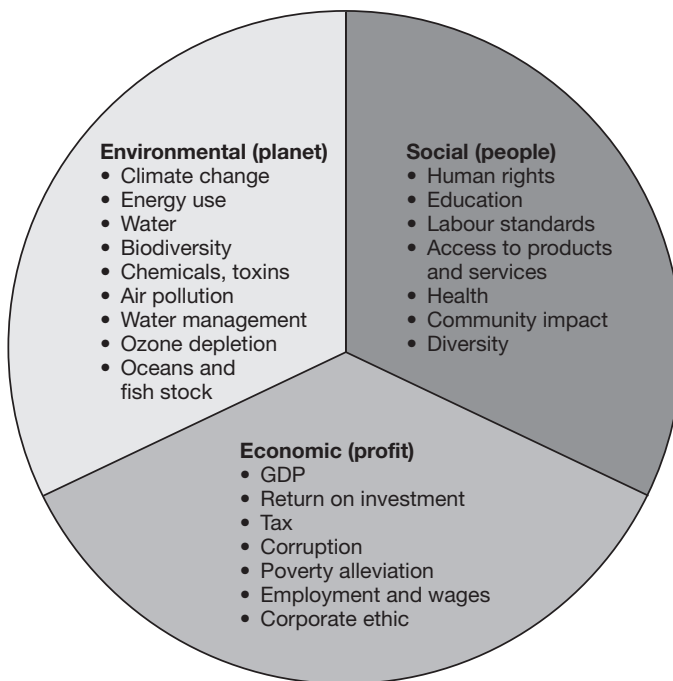 Environmental (planet)
• Climate change
• Energy use
• Water
• Biodiversity
• Chemicals, toxins
• Air pollution
• Water management
• Ozone depletion
• Oceans and
fish stock
Social (people)
• Human rights
• Education
• Labour standards
• Access to products
and services
• Health
• Community impact
• Diversity
Economic (profit)
• GDP
• Return on investment
• Tax
• Corruption
• Poverty alleviation
• Employment and wages
• Corporate ethic